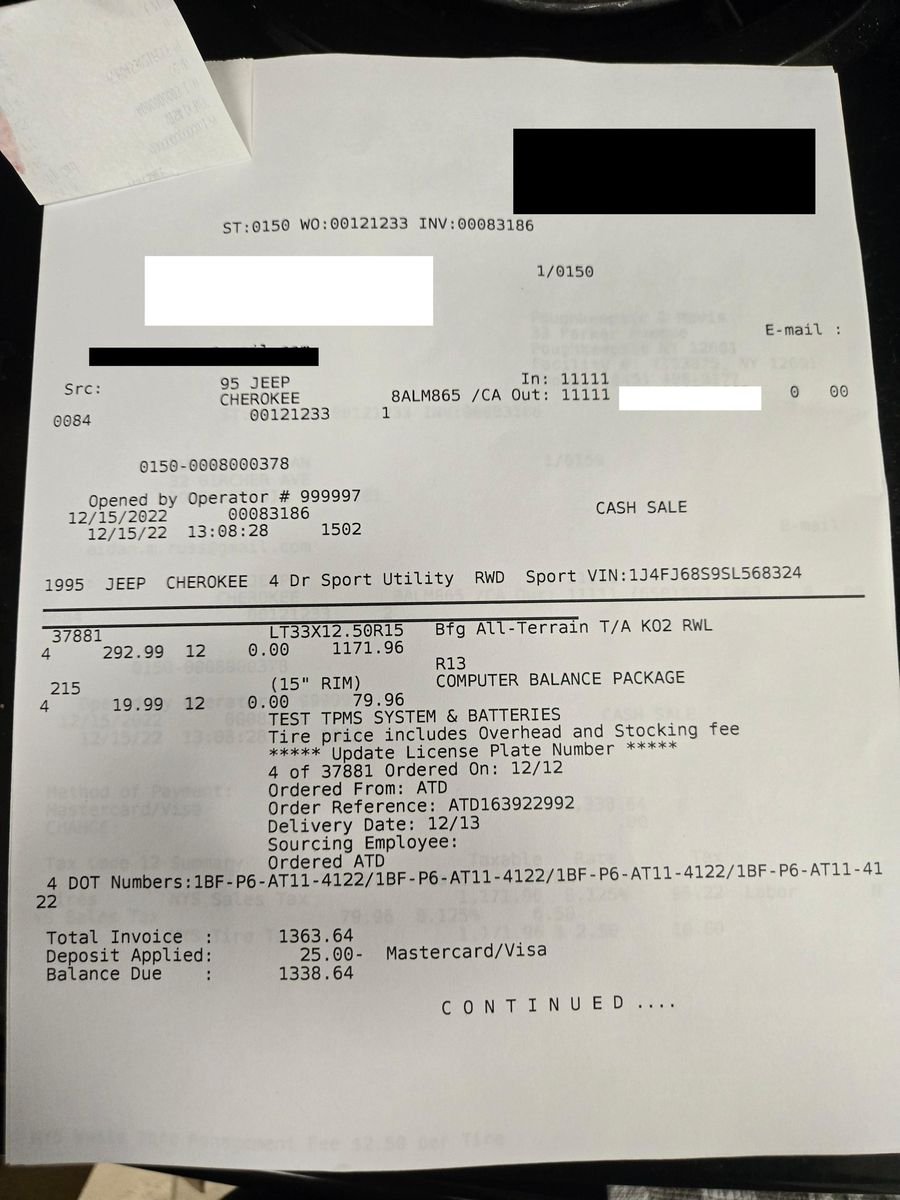 ST:0150 WO:00121233 INV:00083186
1/0150
E-mail :
Src: 95 JEEP In: 11111
CHEROKEE 8ALM865 /CA Out: 11111 0 00
0084 00121233 1
0150-0008000378
Opened by Operator # 999997
12/15/2022 00083186 CASH SALE
12/15/22 13:08:28 1502
1995 JEEP CHEROKEE 4 Dr Sport Utility RWD Sport VIN:1J4FJ68S9SL568324
37881 LT33X12.50R15 Bfg All-Terrain T/A KO2 RWL
4 292.99 12 0.00 1171.96
R13
215 (15" RIM) COMPUTER BALANCE PACKAGE
4 19.99 12 0.00 79.96
TEST TPMS SYSTEM & BATTERIES
Tire price includes Overhead and Stocking fee
***** Update License Plate Number *****
4 of 37881 Ordered On: 12/12
Ordered From: ATD
Order Reference: ATD163922992
Delivery Date: 12/13
Sourcing Employee:
Ordered ATD
4 DOT Numbers:1BF-P6-AT11-4122/1BF-P6-AT11-4122/1BF-P6-AT11-4122/1BF-P6-AT11-41
22
Total Invoice : 1363.64
Deposit Applied: 25.00- Mastercard/Visa
Balance Due : 1338.64
C O N T I N U E D ....